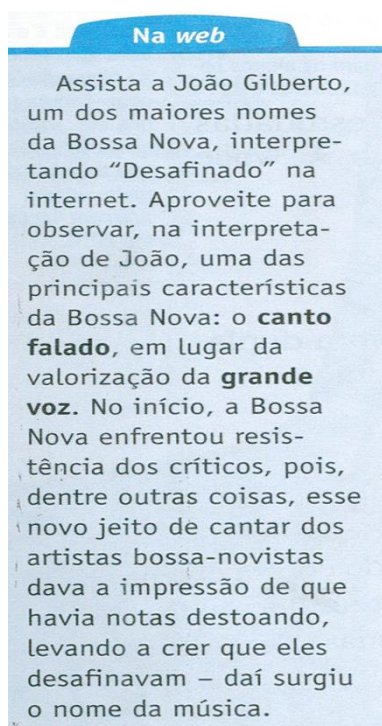 Na web
Assista a João Gilberto,
um dos maiores nomes
da Bossa Nova, interpre-
tando “Desafinado” na
internet. Aproveite para
observar, na interpreta-
ção de João, uma das
principais características
da Bossa Nova: o canto
falado, em lugar da
valorização da grande
voz. No início, a Bossa
Nova enfrentou resis-
tência dos críticos, pois,
dentre outras coisas, esse
novo jeito de cantar dos
artistas bossa-novistas
dava a impressão de que
havia notas destoando,
levando a crer que eles
desafinavam – daí surgiu
o nome da música.